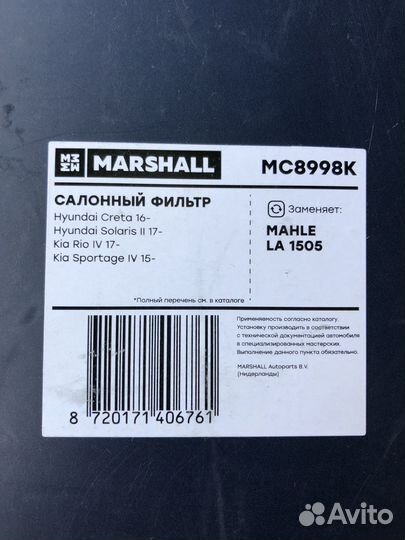 MARSHALL
MC8998K
САЛОННЫЙ ФИЛЬТР
Hyundai Creta 16-
Hyundai Solaris II 17-
Kia Rio IV 17-
Kia Sportage IV 15-
Заменяет:
MAHLE
LA 1505
*Полный перечень см. в каталоге
Применяемость согласно каталогу.
Установку производить в соответствии
с технической документацией автомобиля
в специализированных мастерских.
Выполнение данного пункта обязательно.
MARSHALL Autoparts B.V.
(Нидерланды)
8 720171 406761
Avito